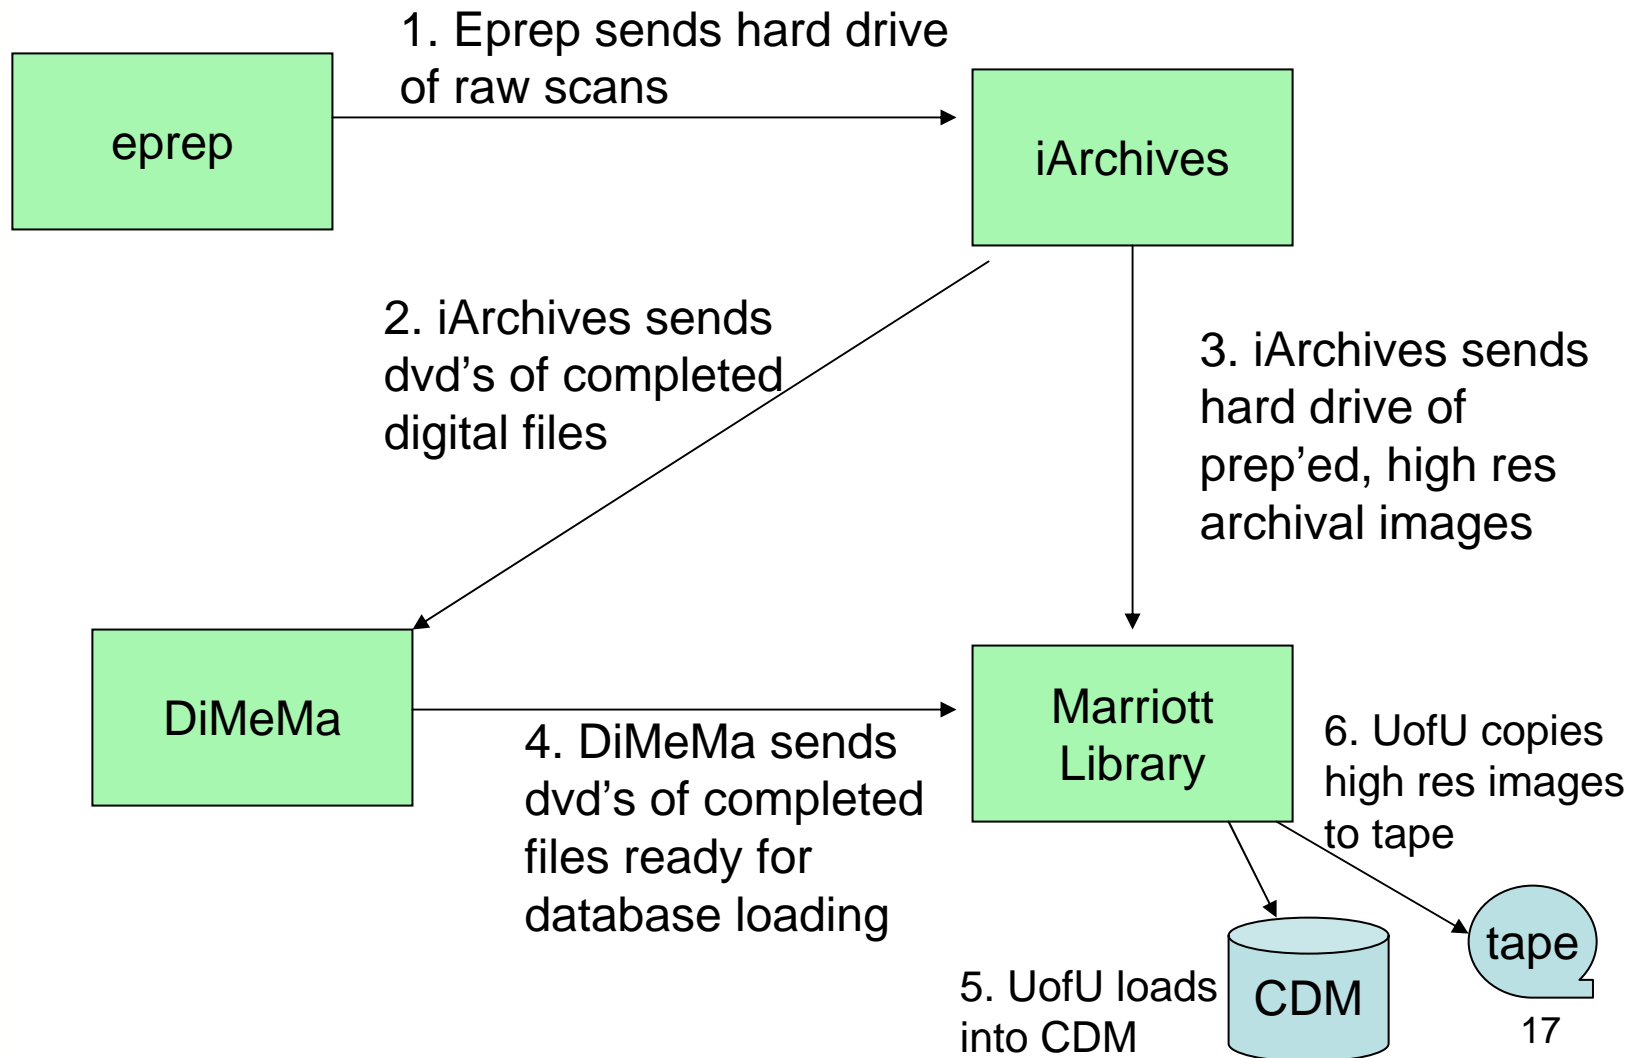 1. Eprep sends hard drive
of raw scans
eprep
iArchives
2. iArchives sends
dvd's of completed
digital files
3. iArchives sends
hard drive of
prep'ed, high res
archival images
DiMeMa
4. DiMeMa sends
dvd's of completed
files ready for
database loading
Marriott
Library
6. UofU copies
high res images
to tape
5. UofU loads
into CDM
CDM
tape
17